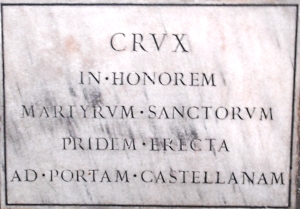 CRVX
IN·HONOREM
MARTYRVM·SANCTORVM
PRIDEM·ERECTA
AD·PORTAM·CASTELLANAM